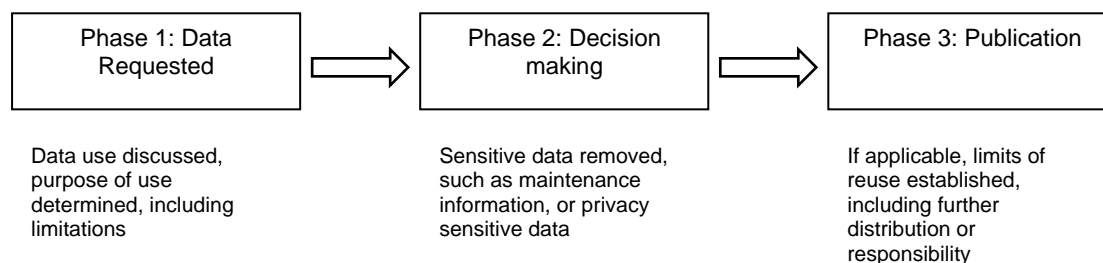 Phase 1: Data
Requested
Phase 2: Decision
making
Phase 3: Publication
Data use discussed,
purpose of use
determined, including
limitations
Sensitive data removed,
such as maintenance
information, or privacy
sensitive data
If applicable, limits of
reuse established,
including further
distribution or
responsibility